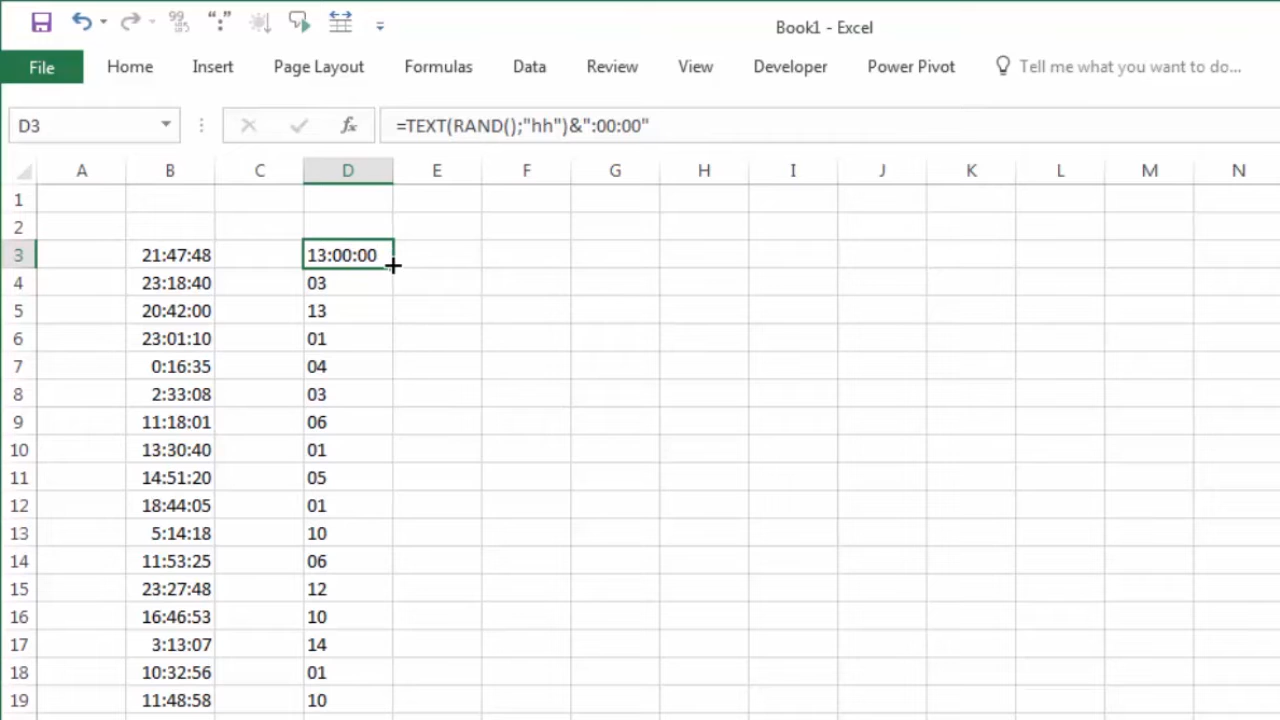 Book1 - Excel
File Home Insert Page Layout Formulas Data Review View Developer Power Pivot Tell me what you want to do...
D3 fx =TEXT(RAND();"hh")&":00:00"
A B C D E F G H I J K L M N
1
2
3 21:47:48 13:00:00
4 23:18:40 03
5 20:42:00 13
6 23:01:10 01
7 0:16:35 04
8 2:33:08 03
9 11:18:01 06
10 13:30:40 01
11 14:51:20 05
12 18:44:05 01
13 5:14:18 10
14 11:53:25 06
15 23:27:48 12
16 16:46:53 10
17 3:13:07 14
18 10:32:56 01
19 11:48:58 10